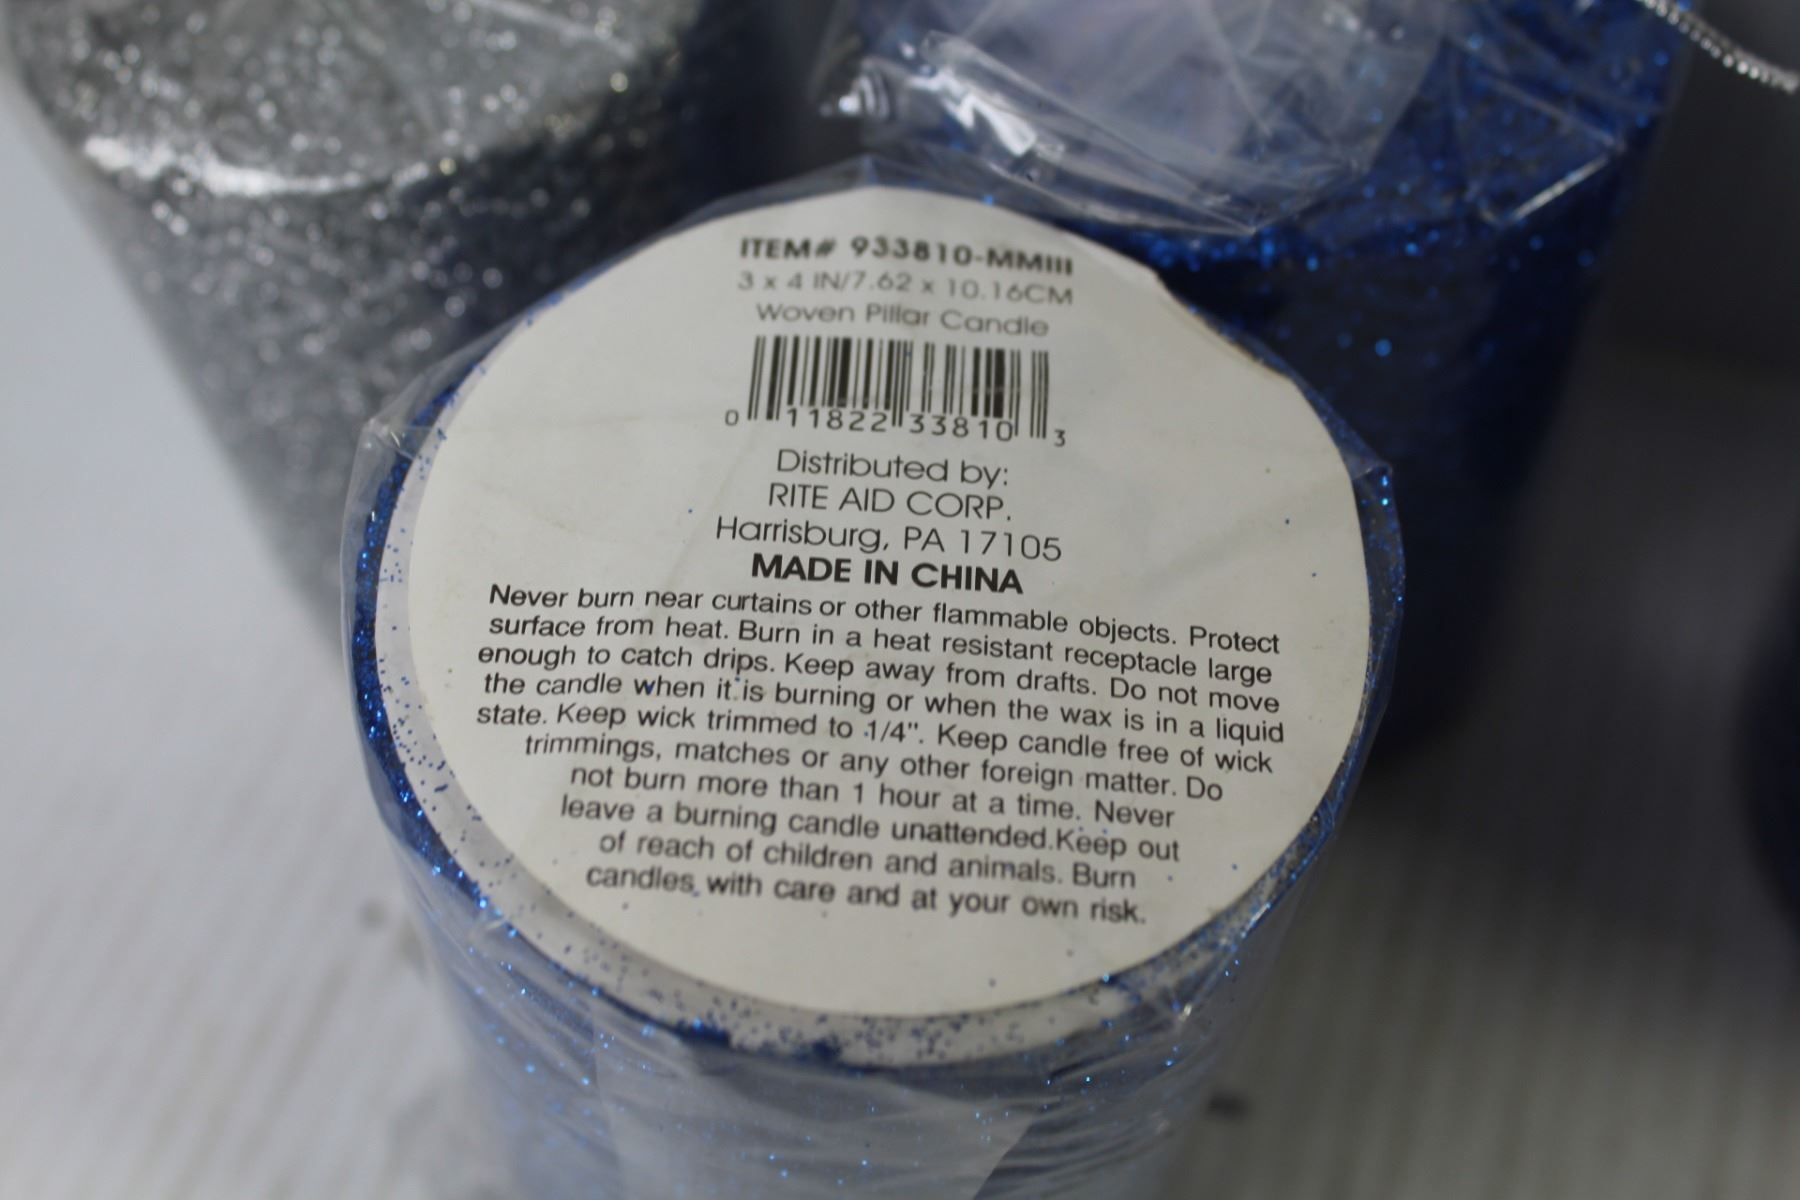 ITEM# 933810-MMIII
3 x 4 IN/7.62 x 10.16CM
Woven Pillar Candle
0 11822 33810 3
Distributed by:
RITE AID CORP.
Harrisburg, PA 17105
MADE IN CHINA
Never burn near curtains or other flammable objects. Protect
surface from heat. Burn in a heat resistant receptacle large
enough to catch drips. Keep away from drafts. Do not move
the candle when it is burning or when the wax is in a liquid
state. Keep wick trimmed to 1/4". Keep candle free of wick
trimmings, matches or any other foreign matter. Do
not burn more than 1 hour at a time. Never
leave a burning candle unattended.Keep out
of reach of children and animals. Burn
candles with care and at your own risk.